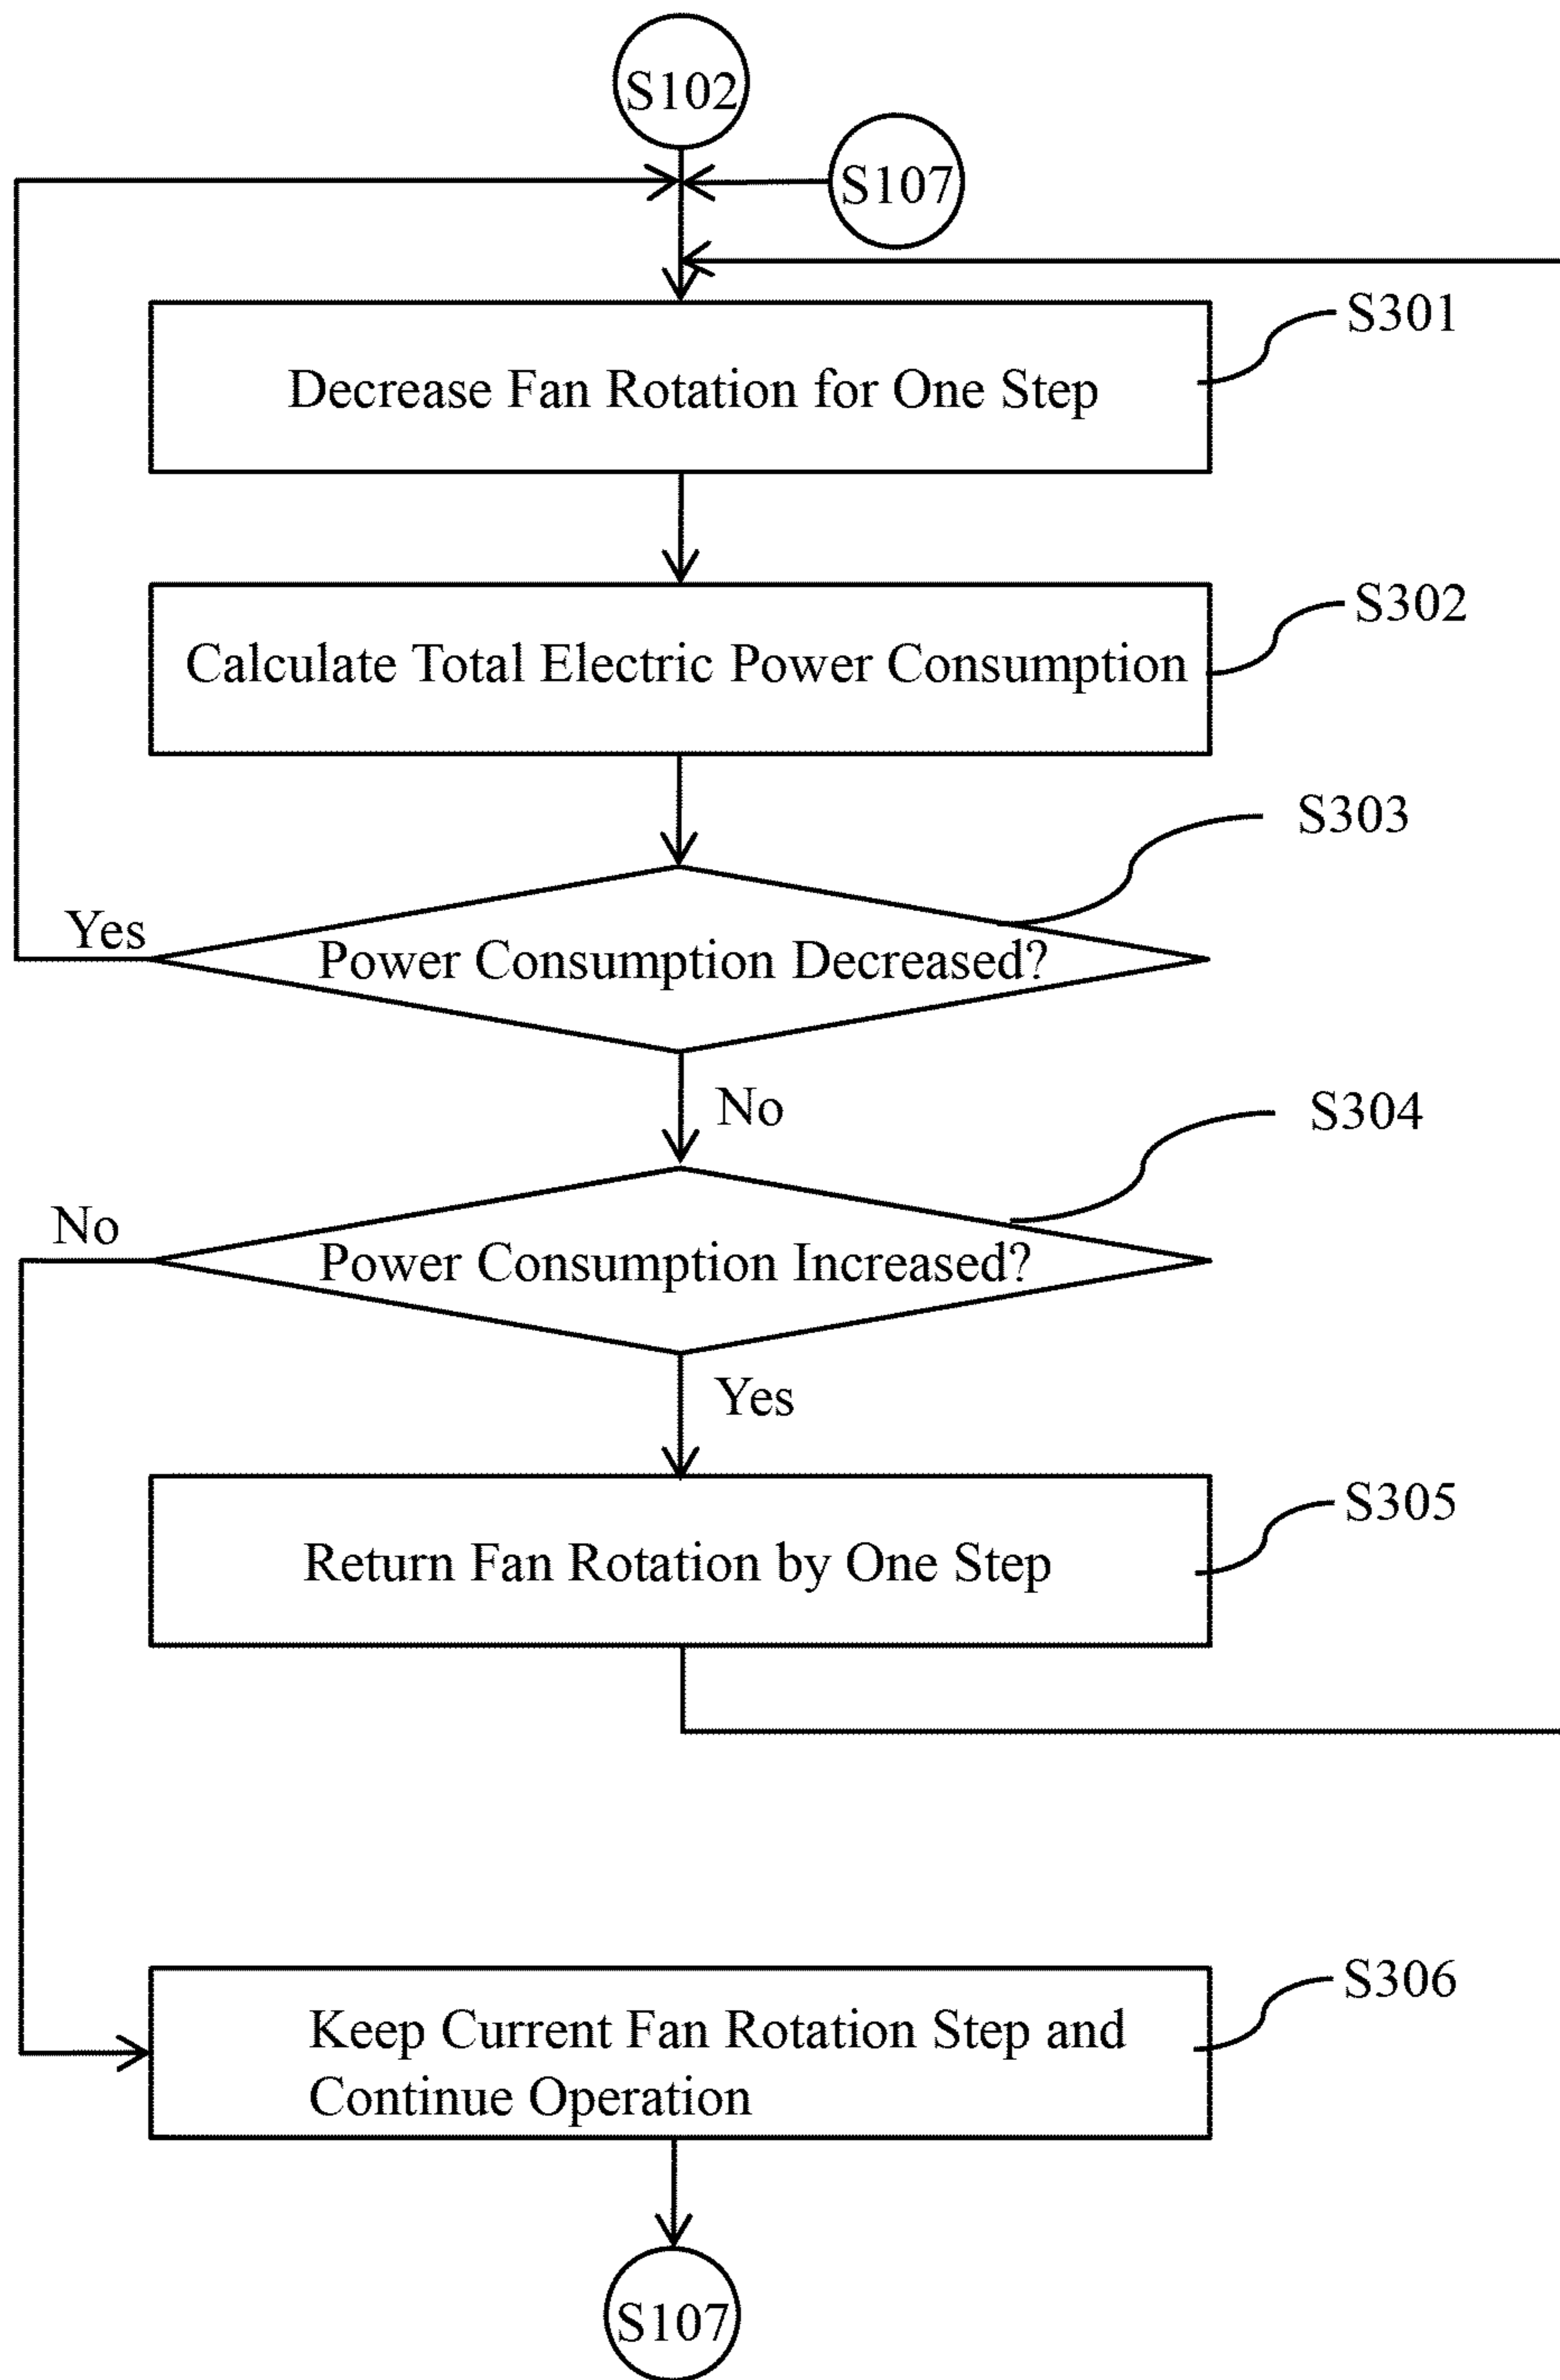 S102
S107
S301
Decrease Fan Rotation for One Step
S302
Calculate Total Electric Power Consumption
S303
Yes
Power Consumption Decreased?
No
S304
No
Power Consumption Increased?
Yes
S305
Return Fan Rotation by One Step
S306
Keep Current Fan Rotation Step and
Continue Operation
S107